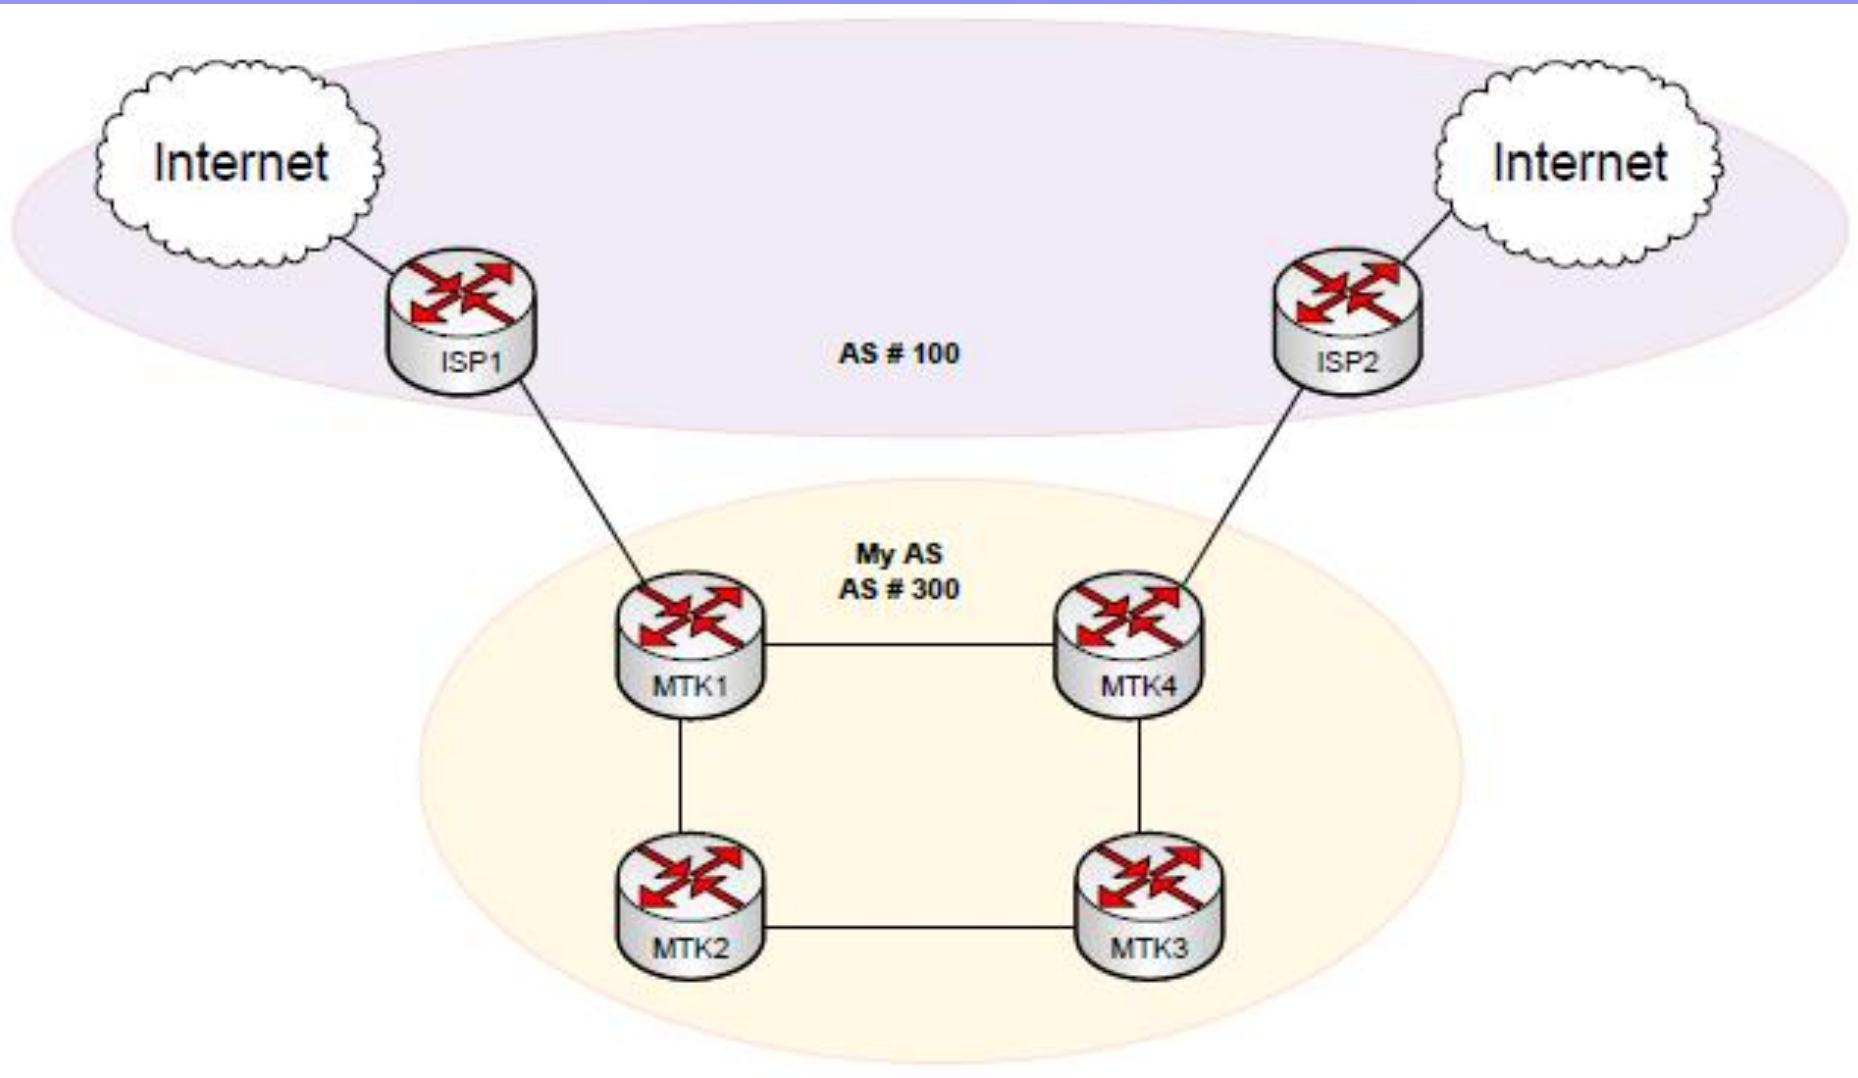 Internet
Internet
ISP1
AS # 100
ISP2
My AS
AS # 300
MTK1
MTK4
MTK2
MTK3